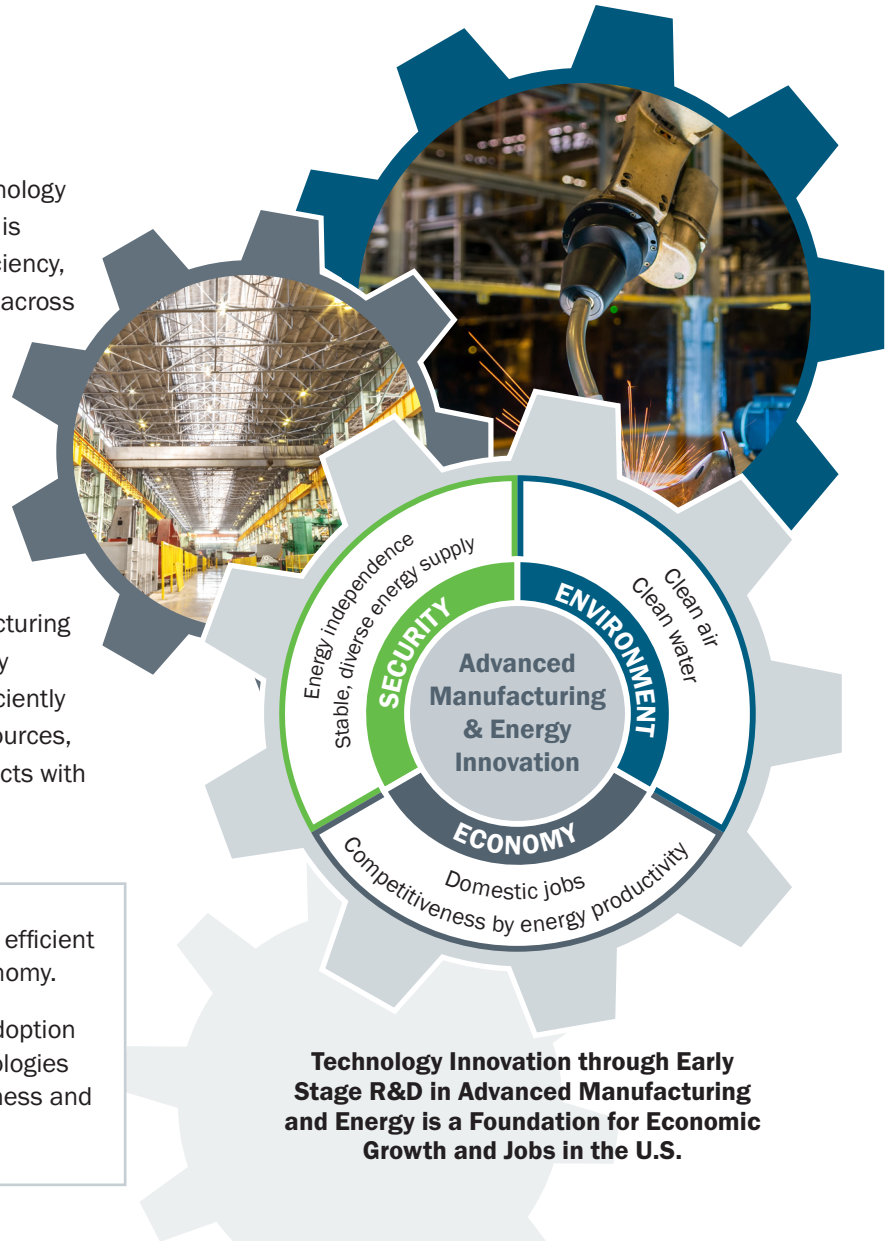 nology
is
ciency,
across
cturing
y
ciently
ources,
cts with
efficient
nomy.
doption
ologies
ness and
Energy independence
Stable, diverse energy supply
SECURITY
ENVIRONMENT
Clean air
Clean water
Advanced
Manufacturing
& Energy
Innovation
ECONOMY
Domestic jobs
Competitiveness by energy productivity
Technology Innovation through Early
Stage R&D in Advanced Manufacturing
and Energy is a Foundation for Economic
Growth and Jobs in the U.S.